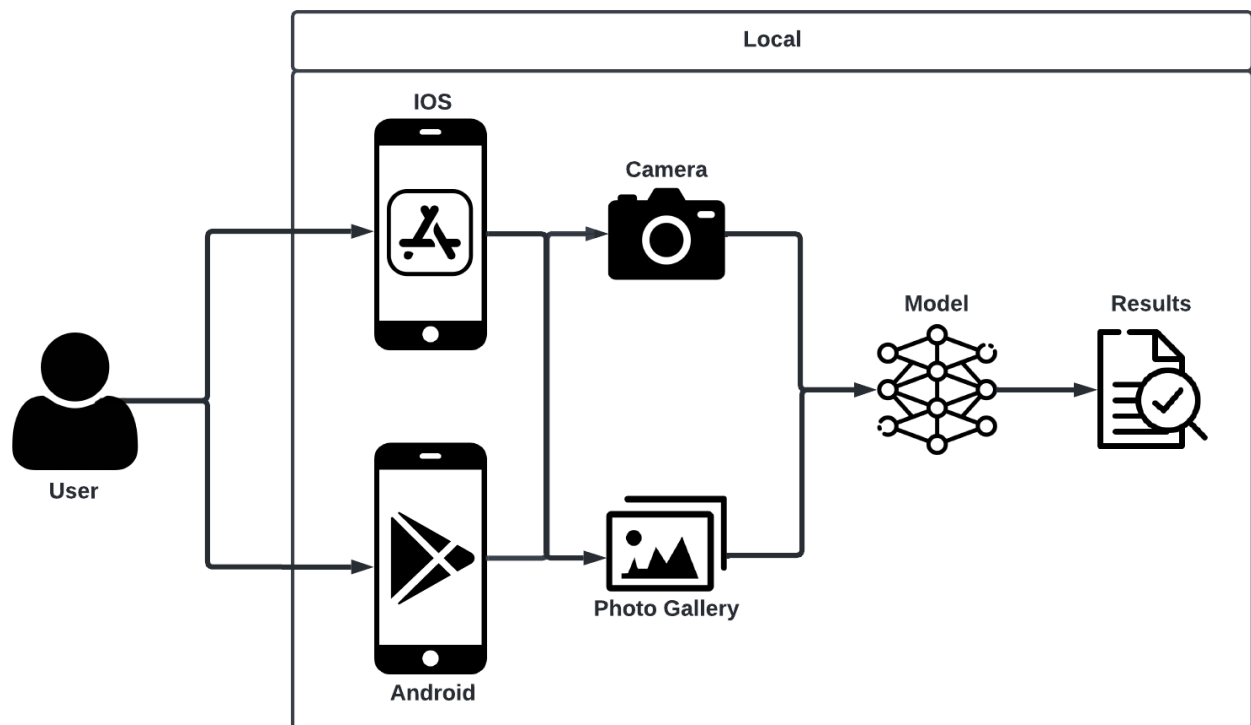 Local
IOS
Camera
Model
Results
User
Photo Gallery
Android